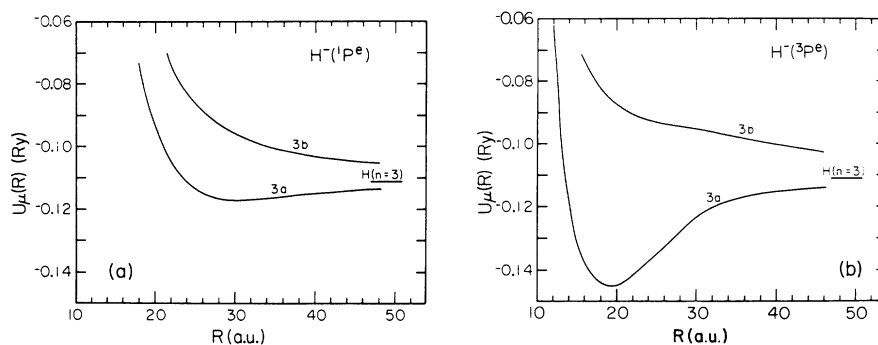 -0.06
-0.08
-0.10
-0.12
-0.14
Uμ(R) (Ry)
H⁻(¹Pᵉ)
3b
H(n=3)
3a
(a)
10 20 30 40 50
R (a.u.)
-0.06
-0.08
-0.10
-0.12
-0.14
Uμ(R) (Ry)
H⁻(³Pᵉ)
3b
H(n=3)
3a
(b)
10 20 30 40 50
R (a.u.)